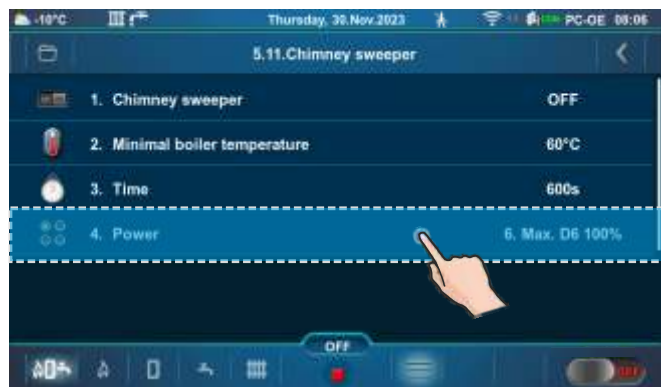 -10°C Thursday, 30.Nov.2023 PC-OE 08:06
5.11.Chimney sweeper
1. Chimney sweeper OFF
2. Minimal boiler temperature 60°C
3. Time 600s
4. Power 6. Max. D6 100%
OFF
OFF